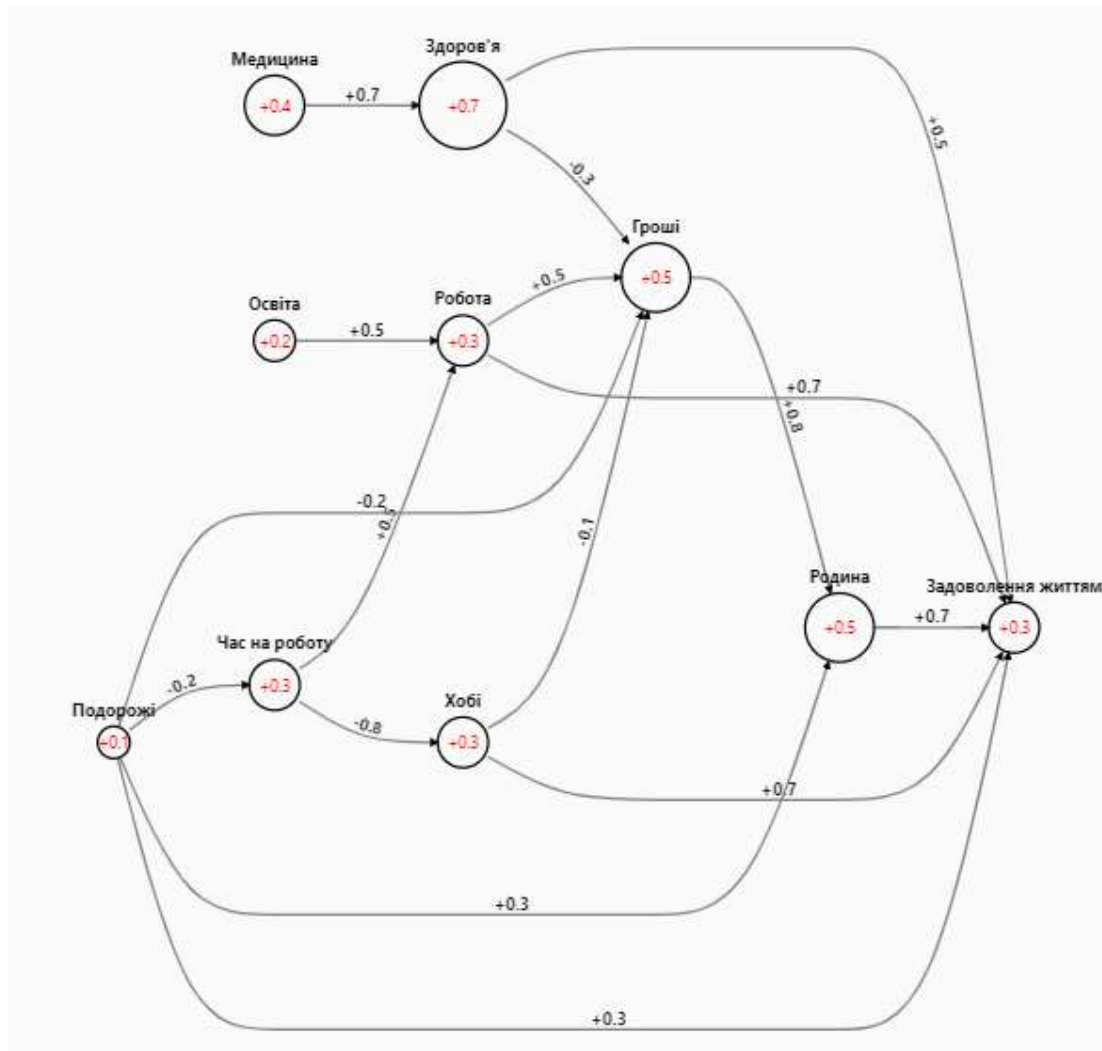 Здоров'я
Медицина
+0.4
+0.7
+0.7
+0.5
-0.3
Гроші
+0.5
+0.5
Освіта
Робота
+0.2
+0.5
+0.3
+0.7
+0.8
-0.2
-0.1
Родина
Задоволення життям
+0.5
+0.7
+0.3
Час на роботу
+0.3
-0.2
Подорожі
+0.1
-0.8
Хобі
+0.3
+0.7
+0.3
+0.3